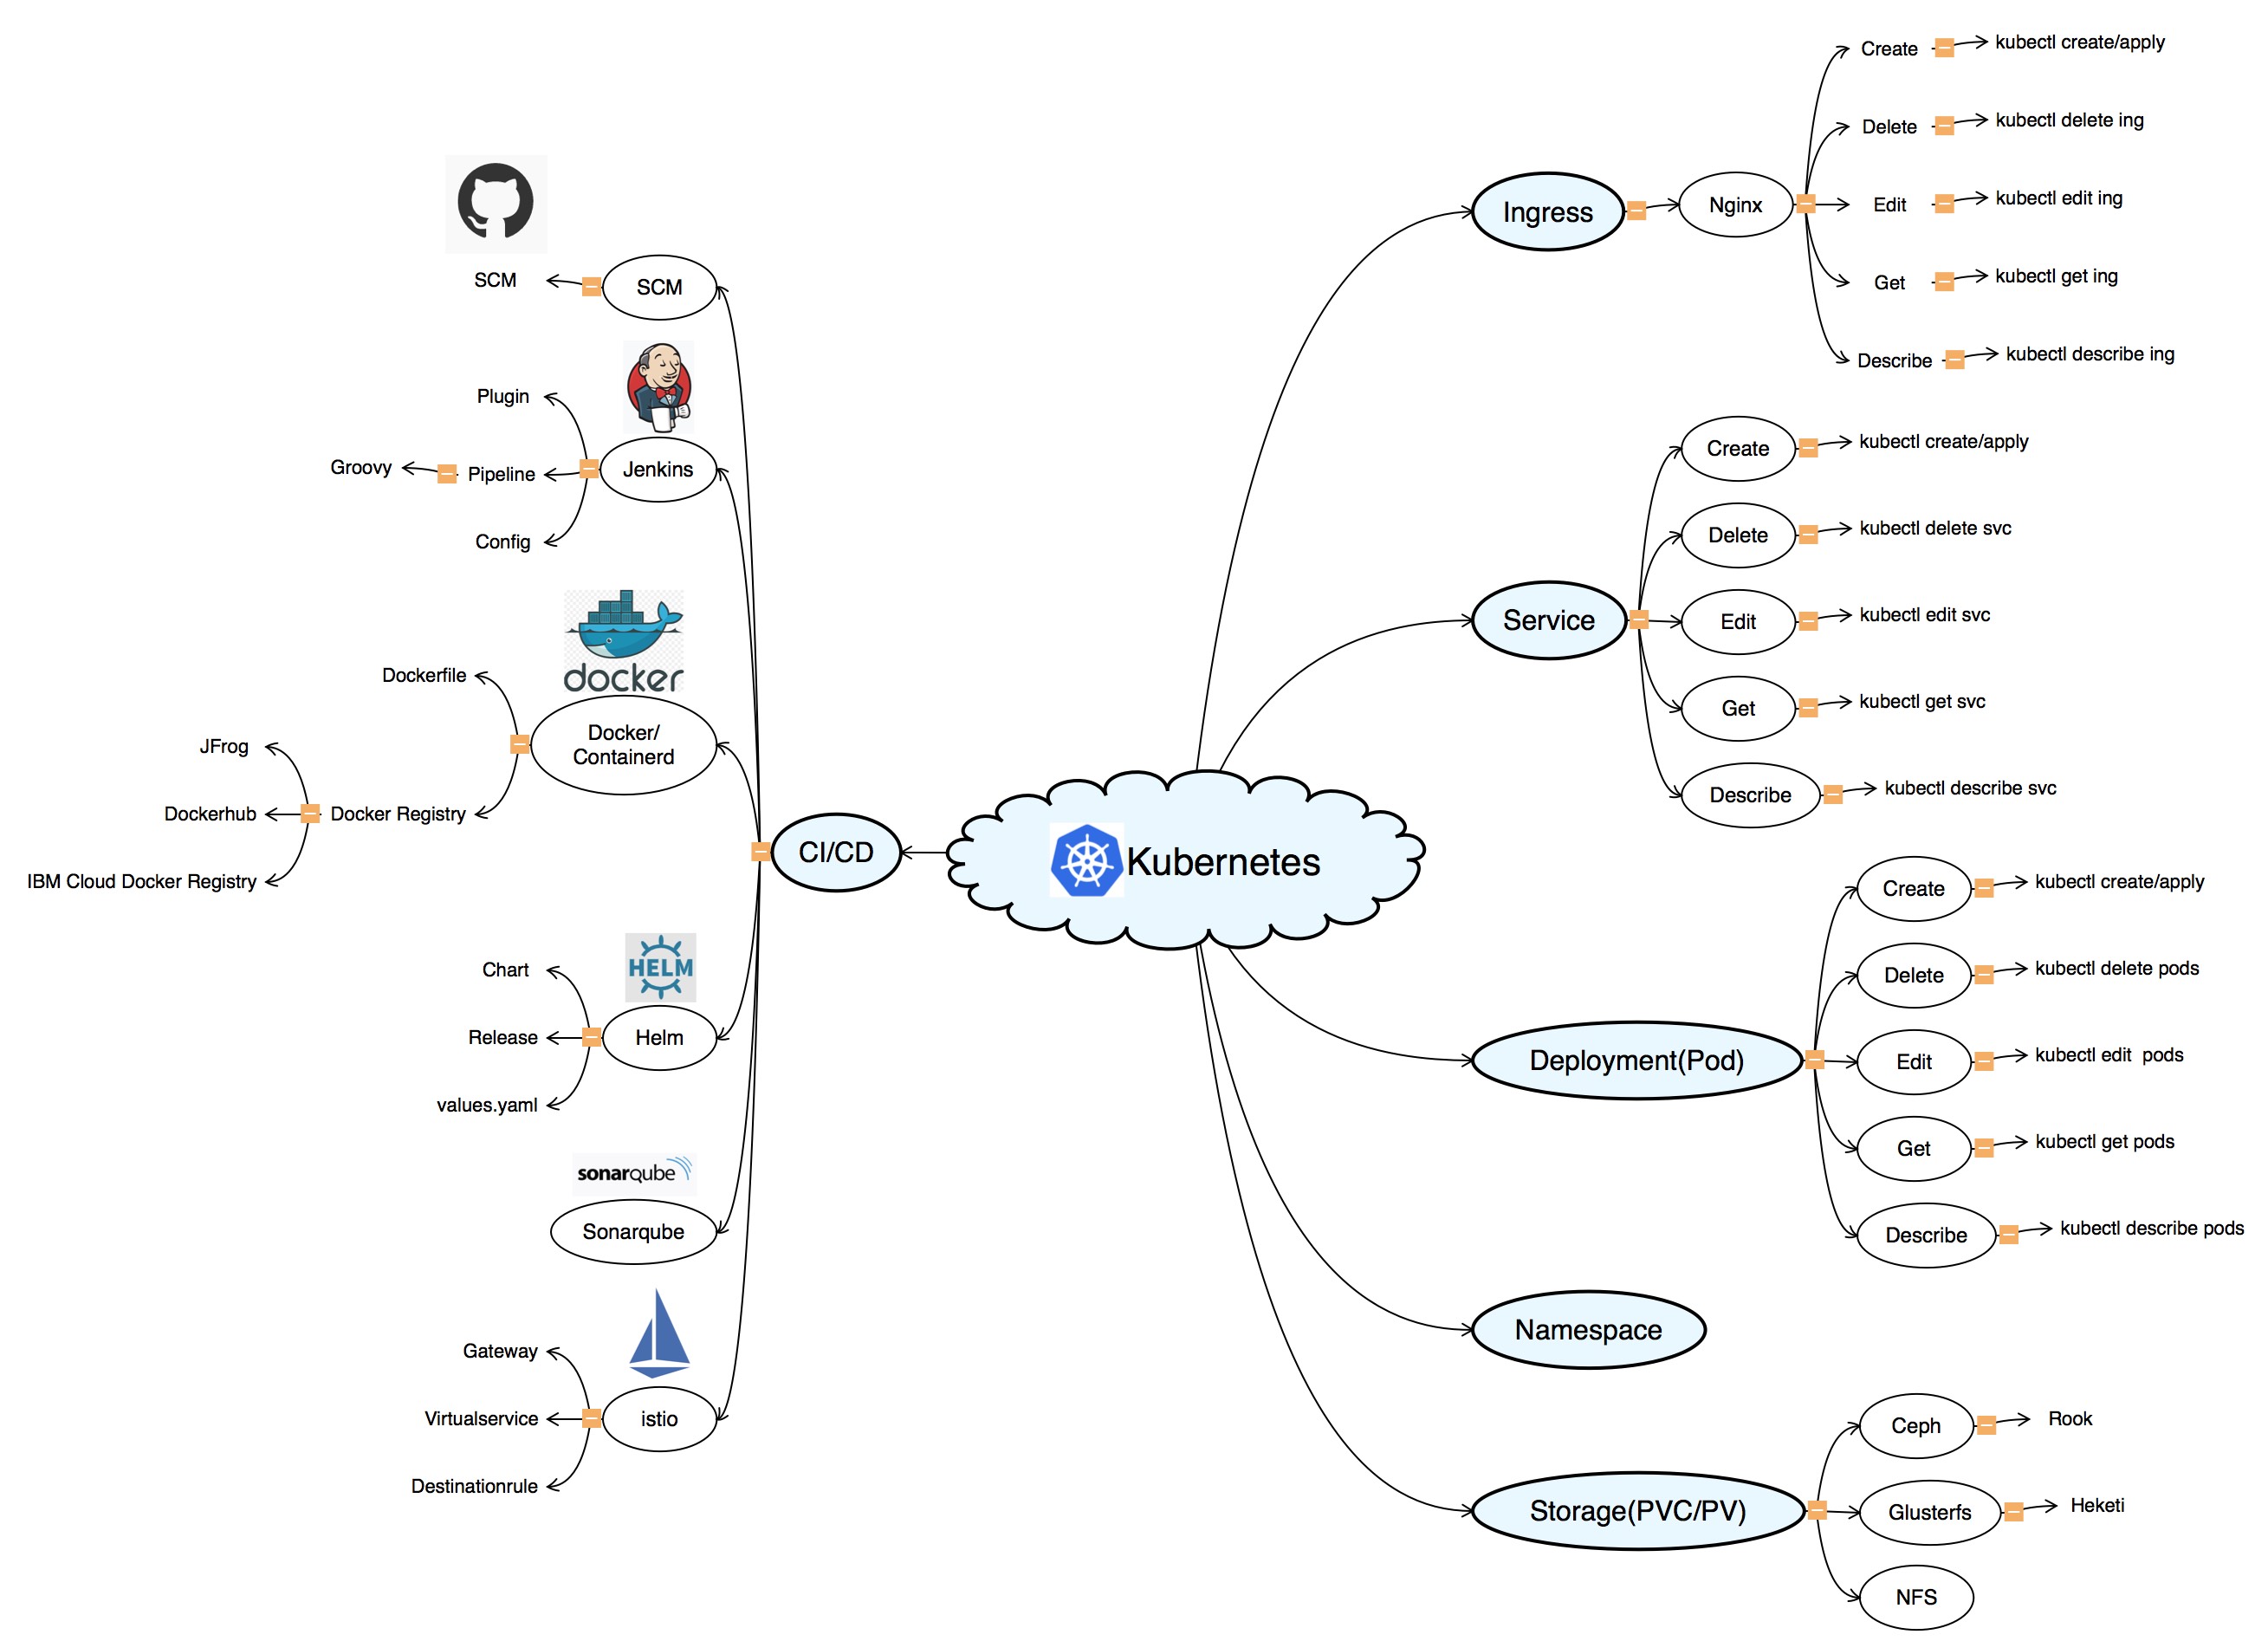 Kubernetes
Ingress
Nginx
Create
kubectl create/apply
Delete
kubectl delete ing
Edit
kubectl edit ing
Get
kubectl get ing
Describe
kubectl describe ing
Service
Create
kubectl create/apply
Delete
kubectl delete svc
Edit
kubectl edit svc
Get
kubectl get svc
Describe
kubectl describe svc
Deployment(Pod)
Create
kubectl create/apply
Delete
kubectl delete pods
Edit
kubectl edit  pods
Get
kubectl get pods
Describe
kubectl describe pods
Namespace
Storage(PVC/PV)
Ceph
Rook
Glusterfs
Heketi
NFS
CI/CD
SCM
SCM
Jenkins
Plugin
Pipeline
Groovy
Config
docker
Docker/
Containerd
Dockerfile
Docker Registry
JFrog
Dockerhub
IBM Cloud Docker Registry
HELM
Helm
Chart
Release
values.yaml
sonarqube
Sonarqube
istio
Gateway
Virtualservice
Destinationrule